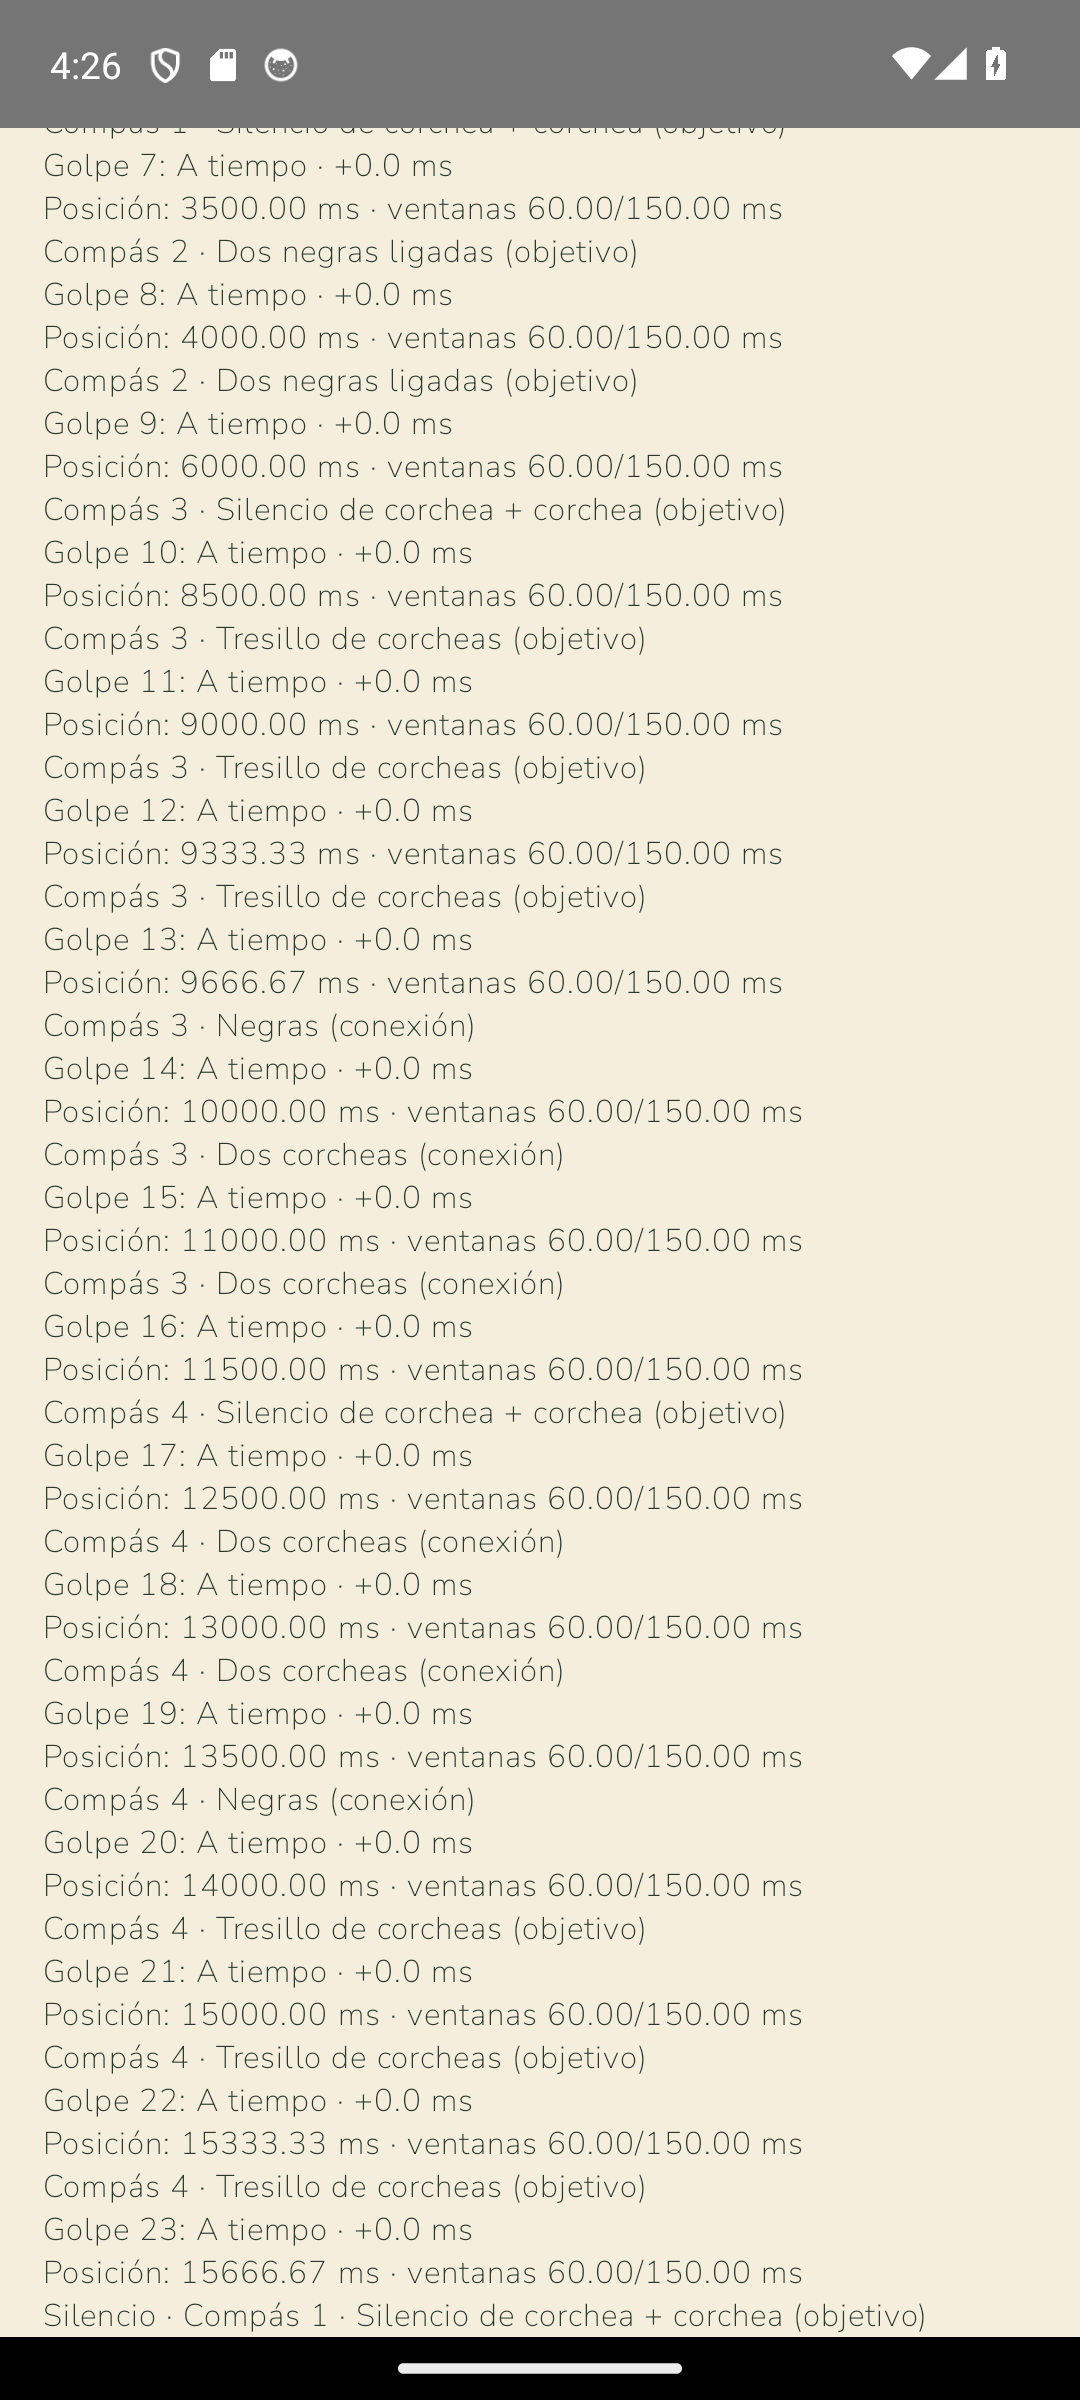 4:26
Compás 1 · Silencio de corchea + corchea (objetivo)
Golpe 7: A tiempo · +0.0 ms
Posición: 3500.00 ms · ventanas 60.00/150.00 ms
Compás 2 · Dos negras ligadas (objetivo)
Golpe 8: A tiempo · +0.0 ms
Posición: 4000.00 ms · ventanas 60.00/150.00 ms
Compás 2 · Dos negras ligadas (objetivo)
Golpe 9: A tiempo · +0.0 ms
Posición: 6000.00 ms · ventanas 60.00/150.00 ms
Compás 3 · Silencio de corchea + corchea (objetivo)
Golpe 10: A tiempo · +0.0 ms
Posición: 8500.00 ms · ventanas 60.00/150.00 ms
Compás 3 · Tresillo de corcheas (objetivo)
Golpe 11: A tiempo · +0.0 ms
Posición: 9000.00 ms · ventanas 60.00/150.00 ms
Compás 3 · Tresillo de corcheas (objetivo)
Golpe 12: A tiempo · +0.0 ms
Posición: 9333.33 ms · ventanas 60.00/150.00 ms
Compás 3 · Tresillo de corcheas (objetivo)
Golpe 13: A tiempo · +0.0 ms
Posición: 9666.67 ms · ventanas 60.00/150.00 ms
Compás 3 · Negras (conexión)
Golpe 14: A tiempo · +0.0 ms
Posición: 10000.00 ms · ventanas 60.00/150.00 ms
Compás 3 · Dos corcheas (conexión)
Golpe 15: A tiempo · +0.0 ms
Posición: 11000.00 ms · ventanas 60.00/150.00 ms
Compás 3 · Dos corcheas (conexión)
Golpe 16: A tiempo · +0.0 ms
Posición: 11500.00 ms · ventanas 60.00/150.00 ms
Compás 4 · Silencio de corchea + corchea (objetivo)
Golpe 17: A tiempo · +0.0 ms
Posición: 12500.00 ms · ventanas 60.00/150.00 ms
Compás 4 · Dos corcheas (conexión)
Golpe 18: A tiempo · +0.0 ms
Posición: 13000.00 ms · ventanas 60.00/150.00 ms
Compás 4 · Dos corcheas (conexión)
Golpe 19: A tiempo · +0.0 ms
Posición: 13500.00 ms · ventanas 60.00/150.00 ms
Compás 4 · Negras (conexión)
Golpe 20: A tiempo · +0.0 ms
Posición: 14000.00 ms · ventanas 60.00/150.00 ms
Compás 4 · Tresillo de corcheas (objetivo)
Golpe 21: A tiempo · +0.0 ms
Posición: 15000.00 ms · ventanas 60.00/150.00 ms
Compás 4 · Tresillo de corcheas (objetivo)
Golpe 22: A tiempo · +0.0 ms
Posición: 15333.33 ms · ventanas 60.00/150.00 ms
Compás 4 · Tresillo de corcheas (objetivo)
Golpe 23: A tiempo · +0.0 ms
Posición: 15666.67 ms · ventanas 60.00/150.00 ms
Silencio · Compás 1 · Silencio de corchea + corchea (objetivo)